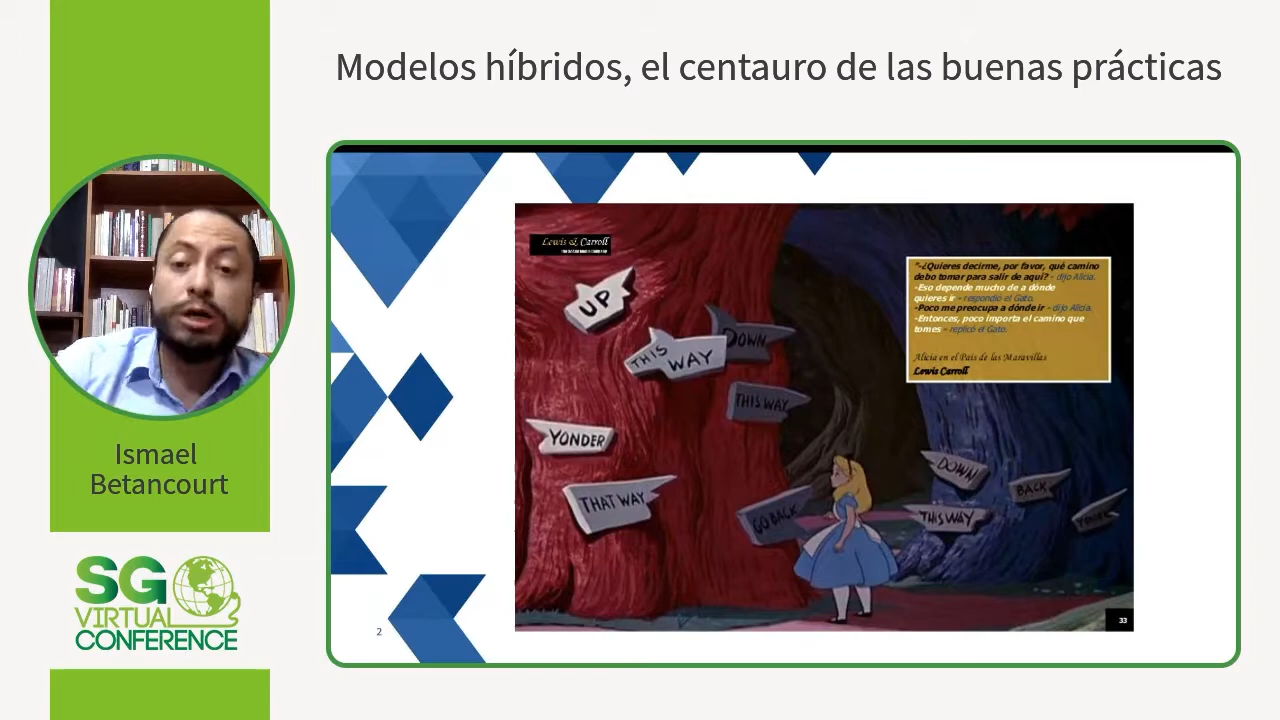 Modelos híbridos, el centauro de las buenas prácticas
Ismael
Betancourt
SG
VIRTUAL
CONFERENCE
Lewis & Carroll
UP
THIS WAY
DOWN
THIS WAY
YONDER
THAT WAY
GO BACK
DOWN
BACK
THIS WAY
"-¿Quieres decirme, por favor, qué camino
debo tomar para salir de aquí? - dijo Alicia.
-Eso depende mucho de a dónde
quieres ir - respondió el Gato.
-Poco me preocupa a dónde ir - dijo Alicia.
-Entonces, poco importa el camino que
tomes - replicó el Gato.
Alicia en el País de las Maravillas
Lewis Carroll
33
2